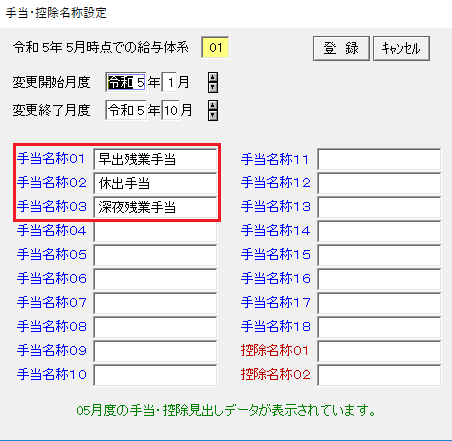 手当・控除名称設定
令和 5年 5月時点での給与体系 01 登 録 ｷｬﾝｾﾙ
変更開始月度 令和 5 年 1 月
変更終了月度 令和 5 年 10 月
手当名称01 早出残業手当
手当名称02 休出手当
手当名称03 深夜残業手当
手当名称04
手当名称05
手当名称06
手当名称07
手当名称08
手当名称09
手当名称10
手当名称11
手当名称12
手当名称13
手当名称14
手当名称15
手当名称16
手当名称17
手当名称18
控除名称01
控除名称02
05月度の手当・控除見出しデータが表示されています。